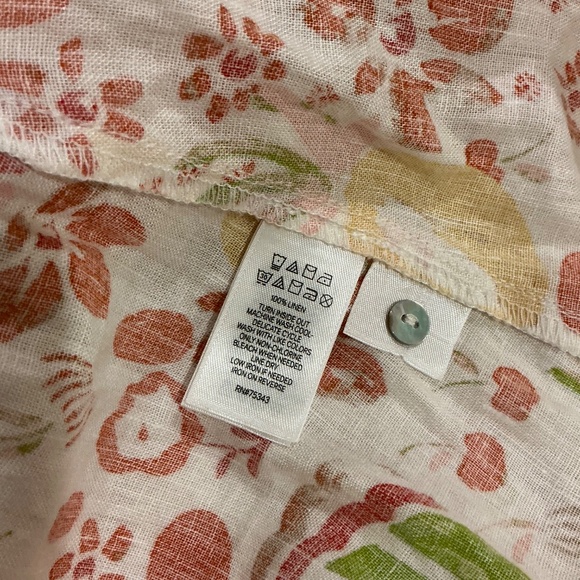 30
100% LINEN
TURN INSIDE OUT
MACHINE WASH COOL-
DELICATE CYCLE
WASH WITH LIKE COLORS
ONLY NON-CHLORINE
BLEACH WHEN NEEDED
LINE DRY
LOW IRON IF NEEDED
IRON ON REVERSE
RN#75343